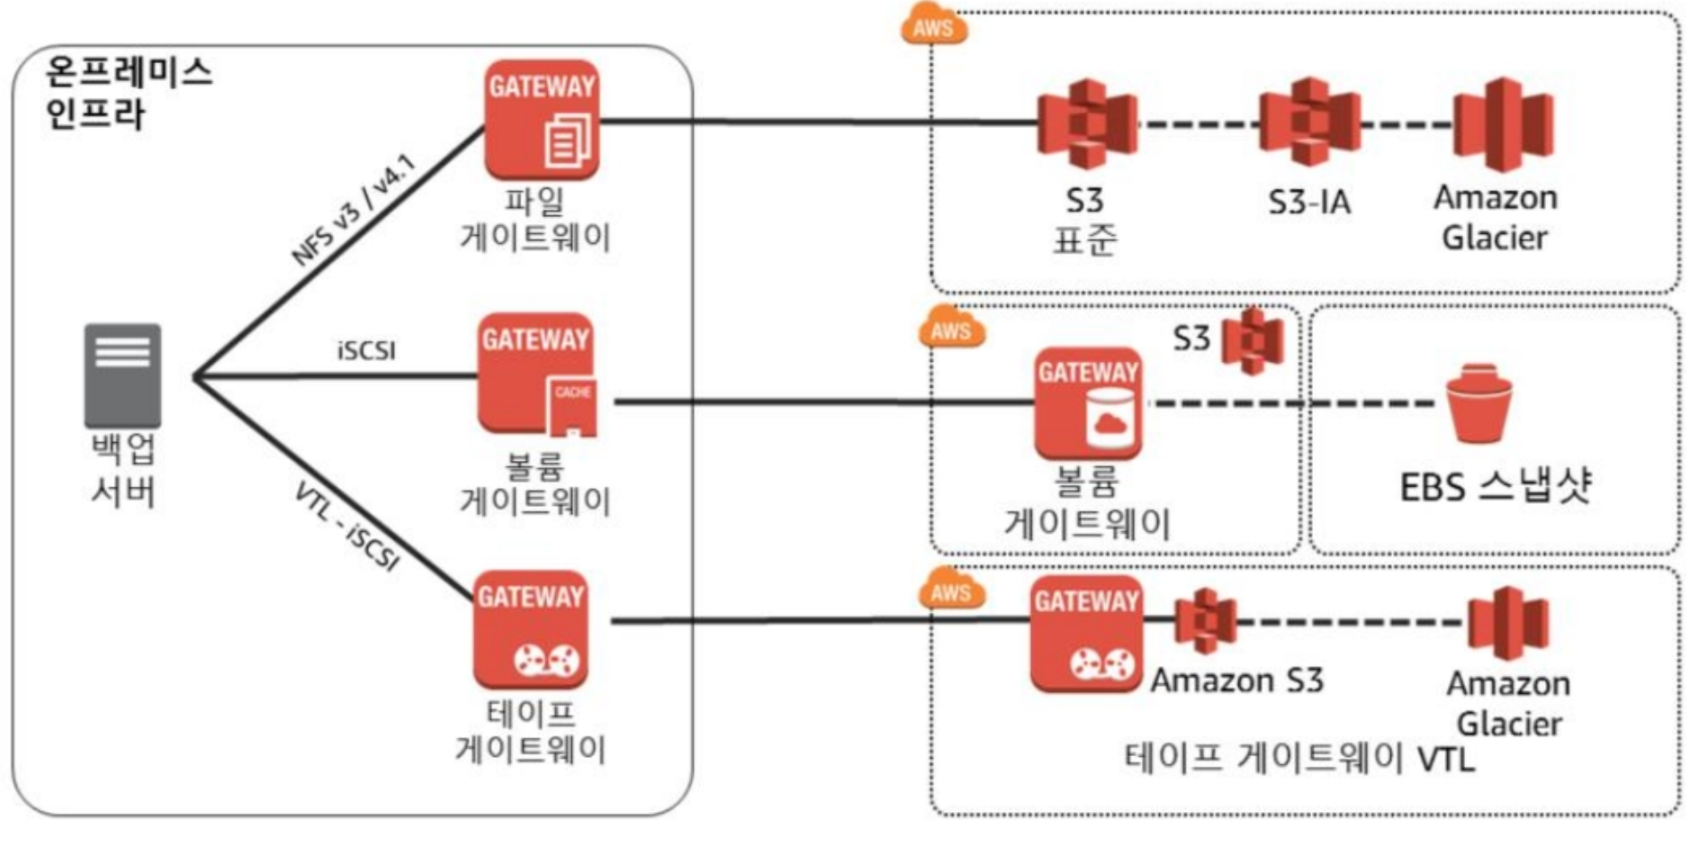 온프레미스
인프라
NFS v3 / v4.1
iSCSI
VTL - iSCSI
백업
서버
GATEWAY
파일
게이트웨이
GATEWAY
CACHE
볼륨
게이트웨이
GATEWAY
테이프
게이트웨이
AWS
S3
표준
S3-IA
Amazon
Glacier
AWS
GATEWAY
S3
볼륨
게이트웨이
EBS 스냅샷
AWS
GATEWAY
Amazon S3
Amazon
Glacier
테이프 게이트웨이 VTL